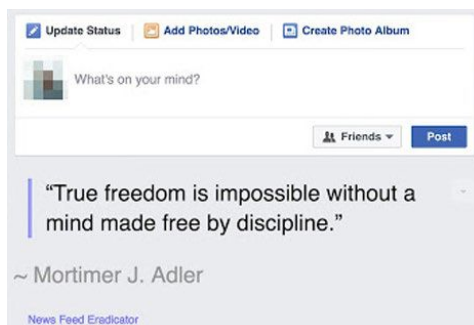 Update Status Add Photos/Video Create Photo Album
What's on your mind?
Friends Post
“True freedom is impossible without a
mind made free by discipline.”
~ Mortimer J. Adler
News Feed Eradicator